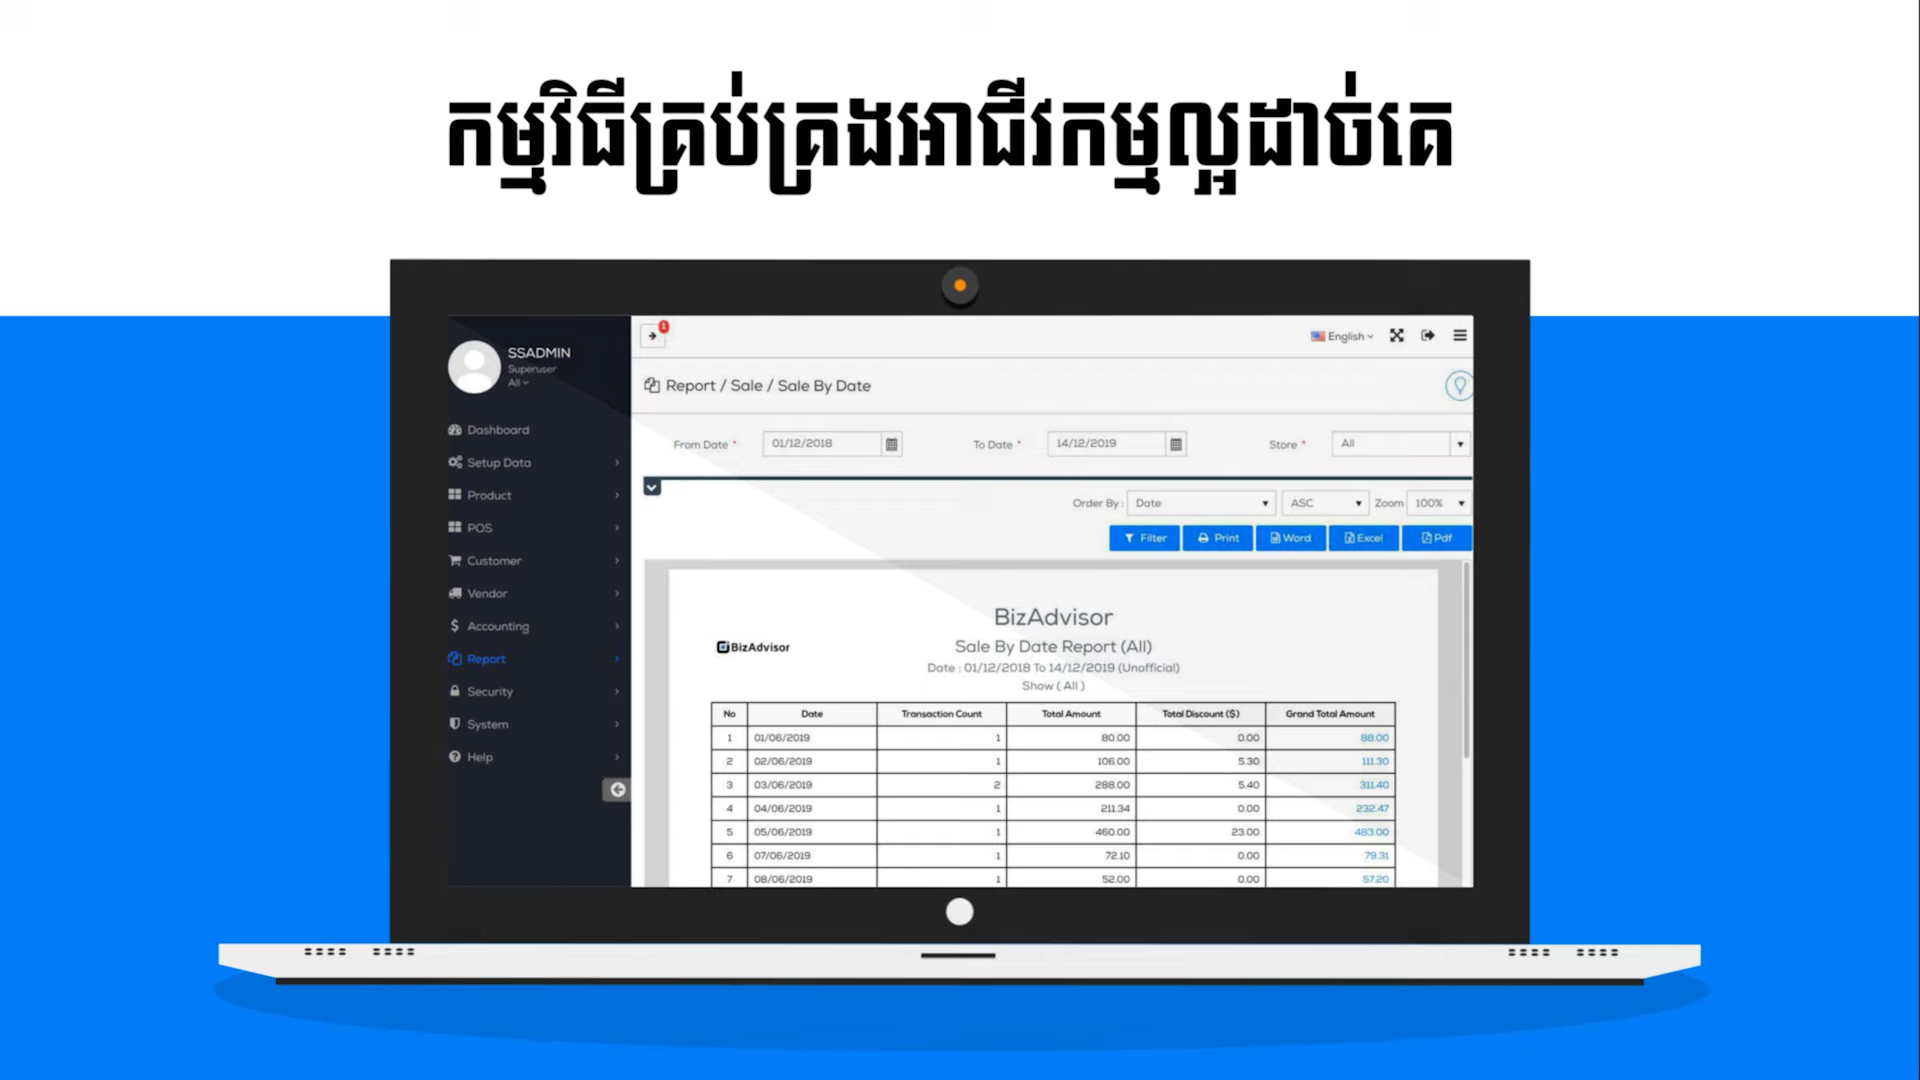 កម្មវិធីគ្រប់គ្រងអាជីវកម្មល្អដាច់គេ
1
English
SSADMIN
Superuser
All
Report / Sale / Sale By Date
Dashboard
Setup Data
Product
POS
Customer
Vendor
Accounting
Report
Security
System
Help
From Date * 01/12/2018 To Date * 14/12/2019 Store * All
Order By : Date ASC Zoom 100%
Filter Print Word Excel Pdf
BizAdvisor
BizAdvisor
Sale By Date Report (All)
Date : 01/12/2018 To 14/12/2019 (Unofficial)
Show ( All )
No Date Transaction Count Total Amount Total Discount ($) Grand Total Amount
1 01/06/2019 1 80.00 0.00 88.00
2 02/06/2019 1 106.00 5.30 111.30
3 03/06/2019 2 288.00 5.40 311.40
4 04/06/2019 1 211.34 0.00 232.47
5 05/06/2019 1 460.00 23.00 483.00
6 07/06/2019 1 72.10 0.00 79.31
7 08/06/2019 1 52.00 0.00 57.20